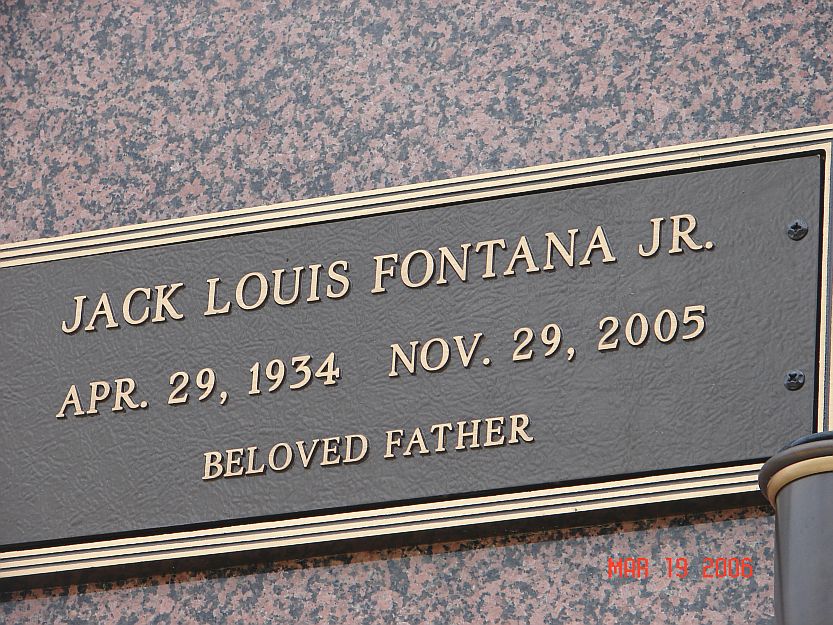 JACK LOUIS FONTANA JR.
APR. 29, 1934 NOV. 29, 2005
BELOVED FATHER
MAR 19 2006